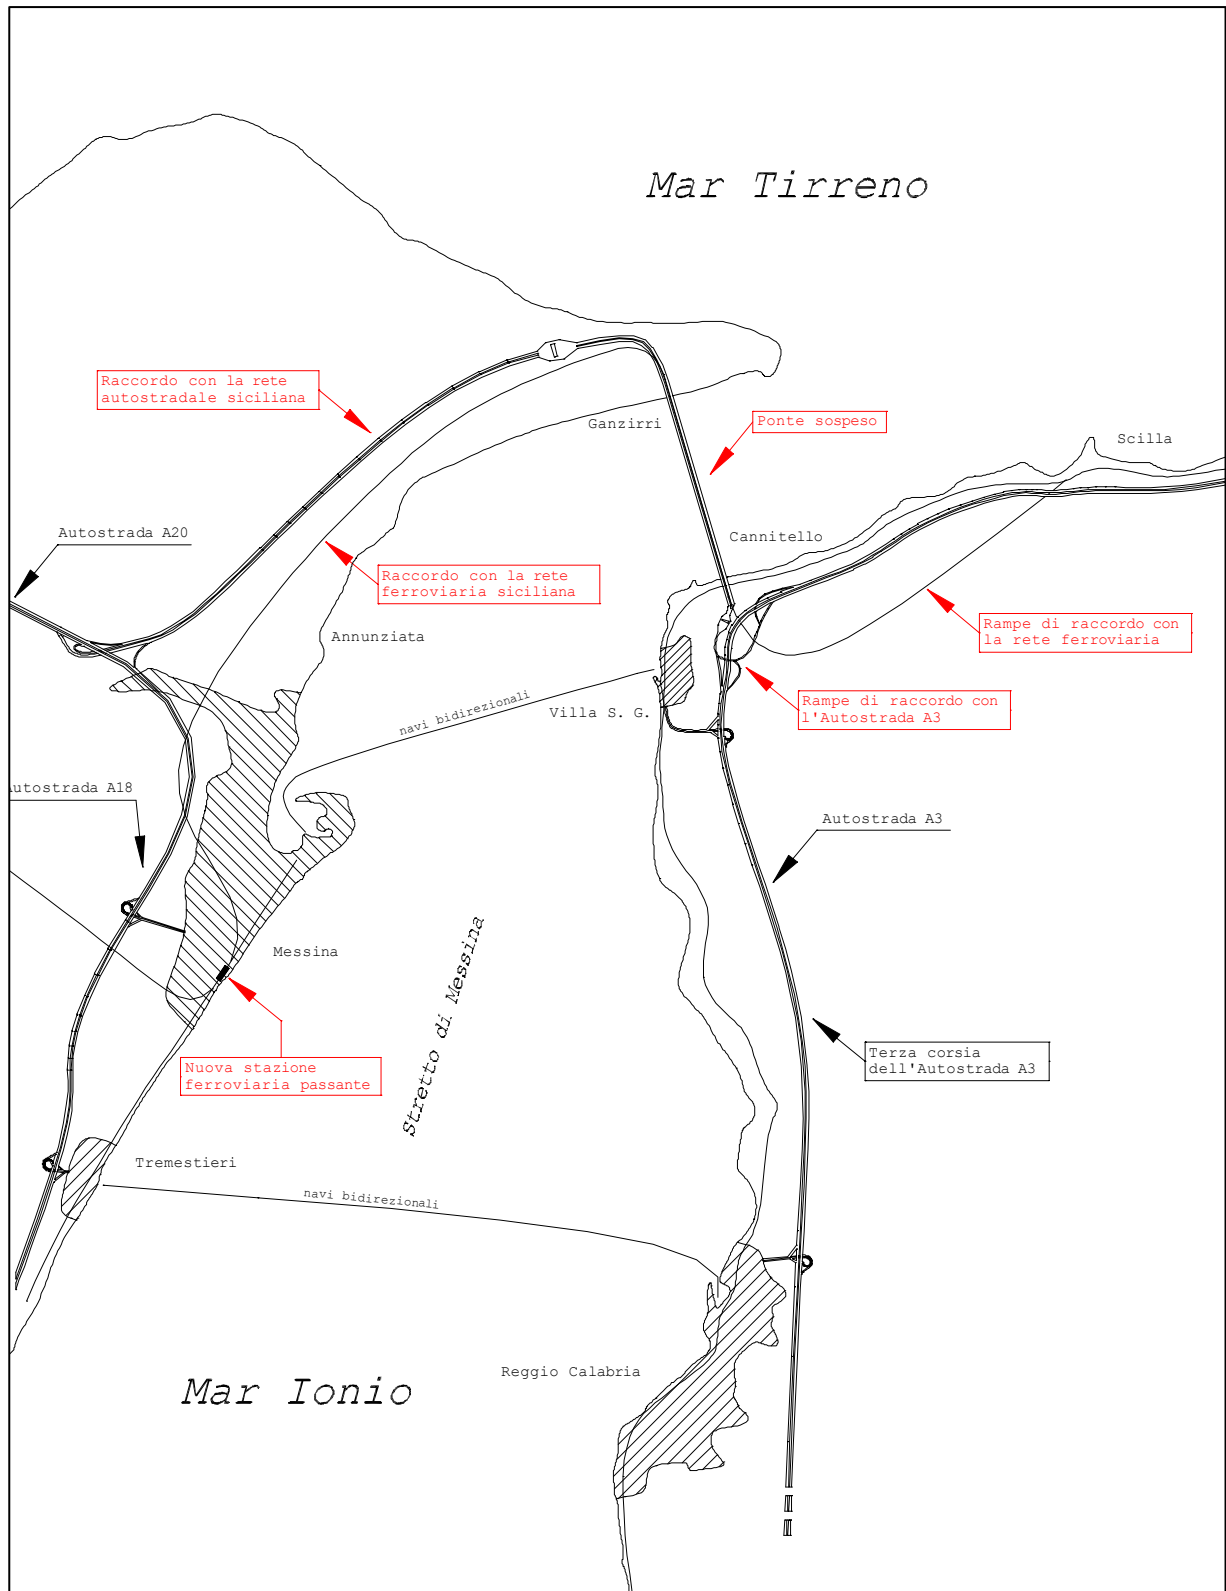 Mar Tirreno
Raccordo con la rete
autostradale siciliana
Ganzirri
Ponte sospeso
Scilla
Autostrada A20
Cannitello
Raccordo con la rete
ferroviaria siciliana
Annunziata
Rampe di raccordo con
la rete ferroviaria
navi bidirezionali
Villa S. G.
Rampe di raccordo con
l'Autostrada A3
utostrada A18
Autostrada A3
Messina
Stretto di Messina
Nuova stazione
ferroviaria passante
Terza corsia
dell'Autostrada A3
Tremestieri
navi bidirezionali
Reggio Calabria
Mar Ionio